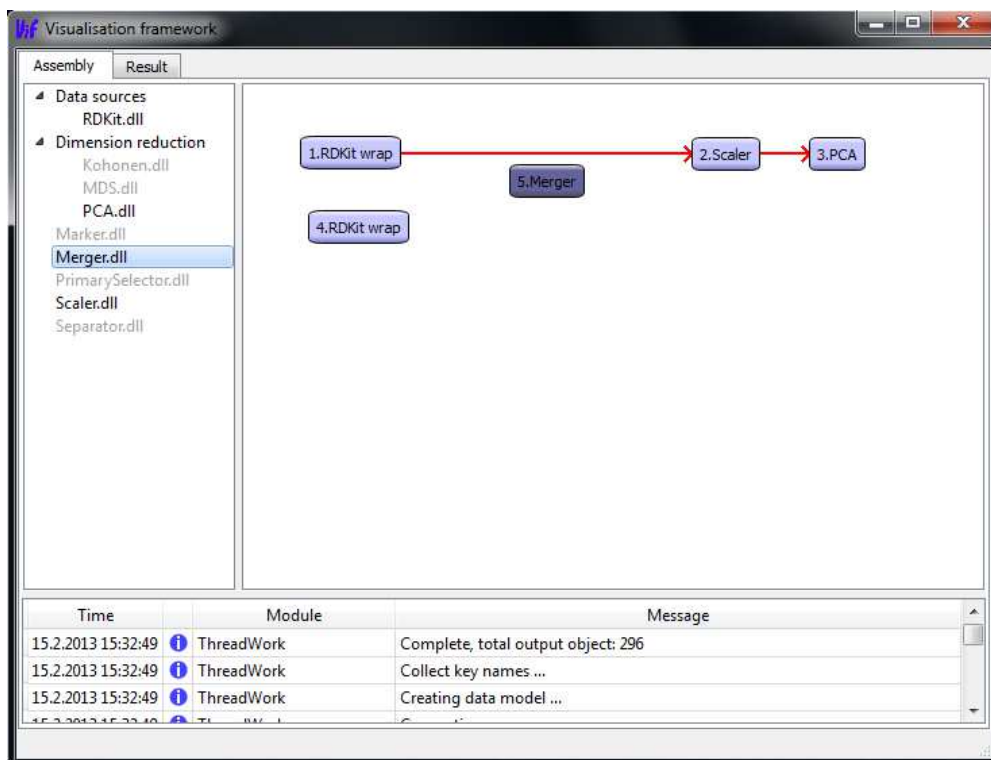 ViF Visualisation framework
Assembly Result
Data sources
RDKit.dll
Dimension reduction
Kohonen.dll
MDS.dll
PCA.dll
Marker.dll
Merger.dll
PrimarySelector.dll
Scaler.dll
Separator.dll
1.RDKit wrap
2.Scaler
3.PCA
5.Merger
4.RDKit wrap
Time Module Message
15.2.2013 15:32:49 ThreadWork Complete, total output object: 296
15.2.2013 15:32:49 ThreadWork Collect key names ...
15.2.2013 15:32:49 ThreadWork Creating data model ...